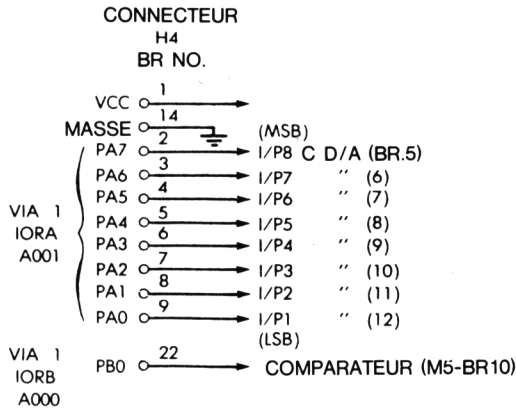 CONNECTEUR
H4
BR NO.
VCC 1
MASSE 14
(MSB)
PA7 2 I/P8 C D/A (BR.5)
PA6 3 I/P7 " (6)
PA5 4 I/P6 " (7)
VIA 1 PA4 5 I/P5 " (8)
IORA PA3 6 I/P4 " (9)
A001 PA2 7 I/P3 " (10)
PA1 8 I/P2 " (11)
PA0 9 I/P1 " (12)
(LSB)
VIA 1
IORB PB0 22 COMPARATEUR (M5-BR10)
A000